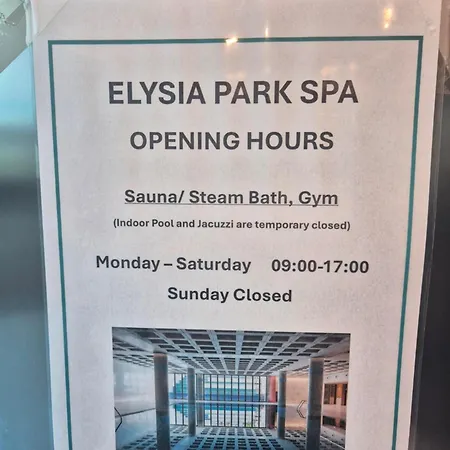 ELYSIA PARK SPA
OPENING HOURS
Sauna/ Steam Bath, Gym
(Indoor Pool and Jacuzzi are temporary closed)
Monday – Saturday 09:00-17:00
Sunday Closed